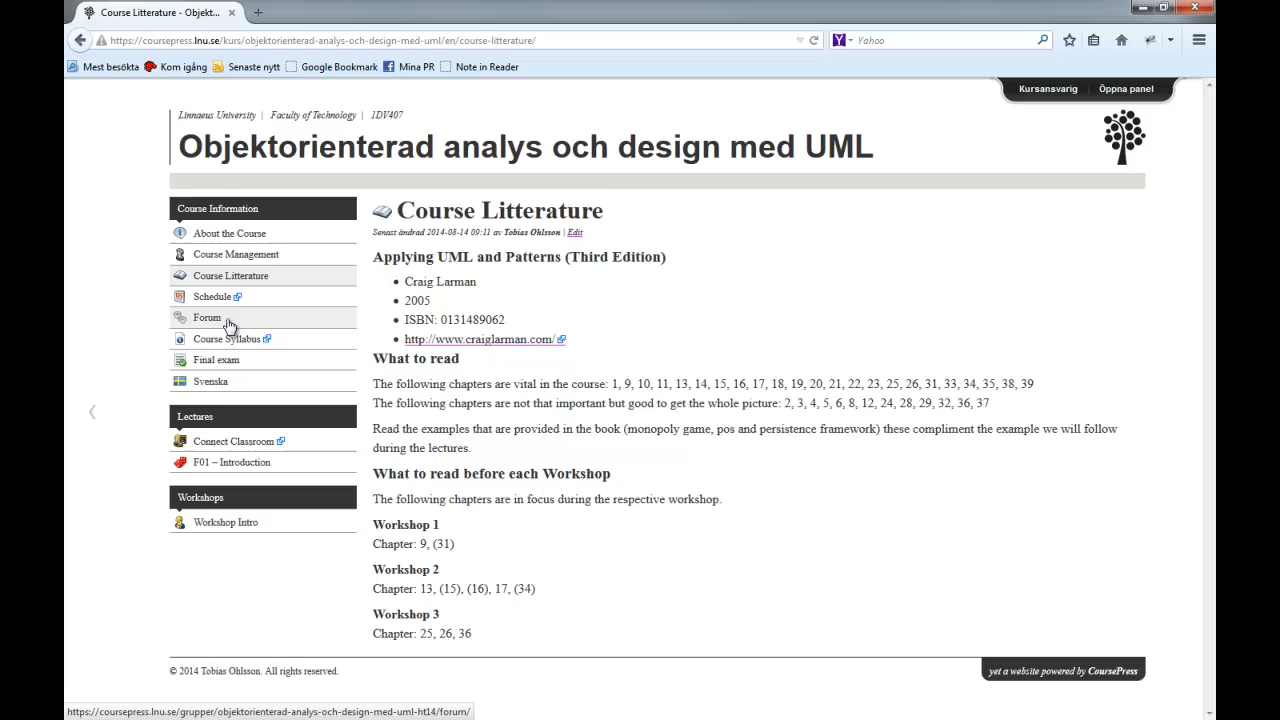 Course Litterature - Objekt...
https://coursepress.lnu.se/kurs/objektorienterad-analys-och-design-med-uml/en/course-litterature/
Yahoo
Mest besökta Kom igång Senaste nytt Google Bookmark Mina PR Note in Reader
Kursansvarig Öppna panel
Linnaeus University | Faculty of Technology | 1DV407
Objektorienterad analys och design med UML
Course Information
About the Course
Course Management
Course Litterature
Schedule
Forum
Course Syllabus
Final exam
Svenska
Lectures
Connect Classroom
F01 – Introduction
Workshops
Workshop Intro
Course Litterature
Senast ändrad 2014-08-14 09:11 av Tobias Ohlsson | Edit
Applying UML and Patterns (Third Edition)
Craig Larman
2005
ISBN: 0131489062
http://www.craiglarman.com/
What to read
The following chapters are vital in the course: 1, 9, 10, 11, 13, 14, 15, 16, 17, 18, 19, 20, 21, 22, 23, 25, 26, 31, 33, 34, 35, 38, 39
The following chapters are not that important but good to get the whole picture: 2, 3, 4, 5, 6, 8, 12, 24, 28, 29, 32, 36, 37
Read the examples that are provided in the book (monopoly game, pos and persistence framework) these compliment the example we will follow
during the lectures.
What to read before each Workshop
The following chapters are in focus during the respective workshop.
Workshop 1
Chapter: 9, (31)
Workshop 2
Chapter: 13, (15), (16), 17, (34)
Workshop 3
Chapter: 25, 26, 36
© 2014 Tobias Ohlsson. All rights reserved.
yet a website powered by CoursePress
https://coursepress.lnu.se/grupper/objektorienterad-analys-och-design-med-uml-ht14/forum/